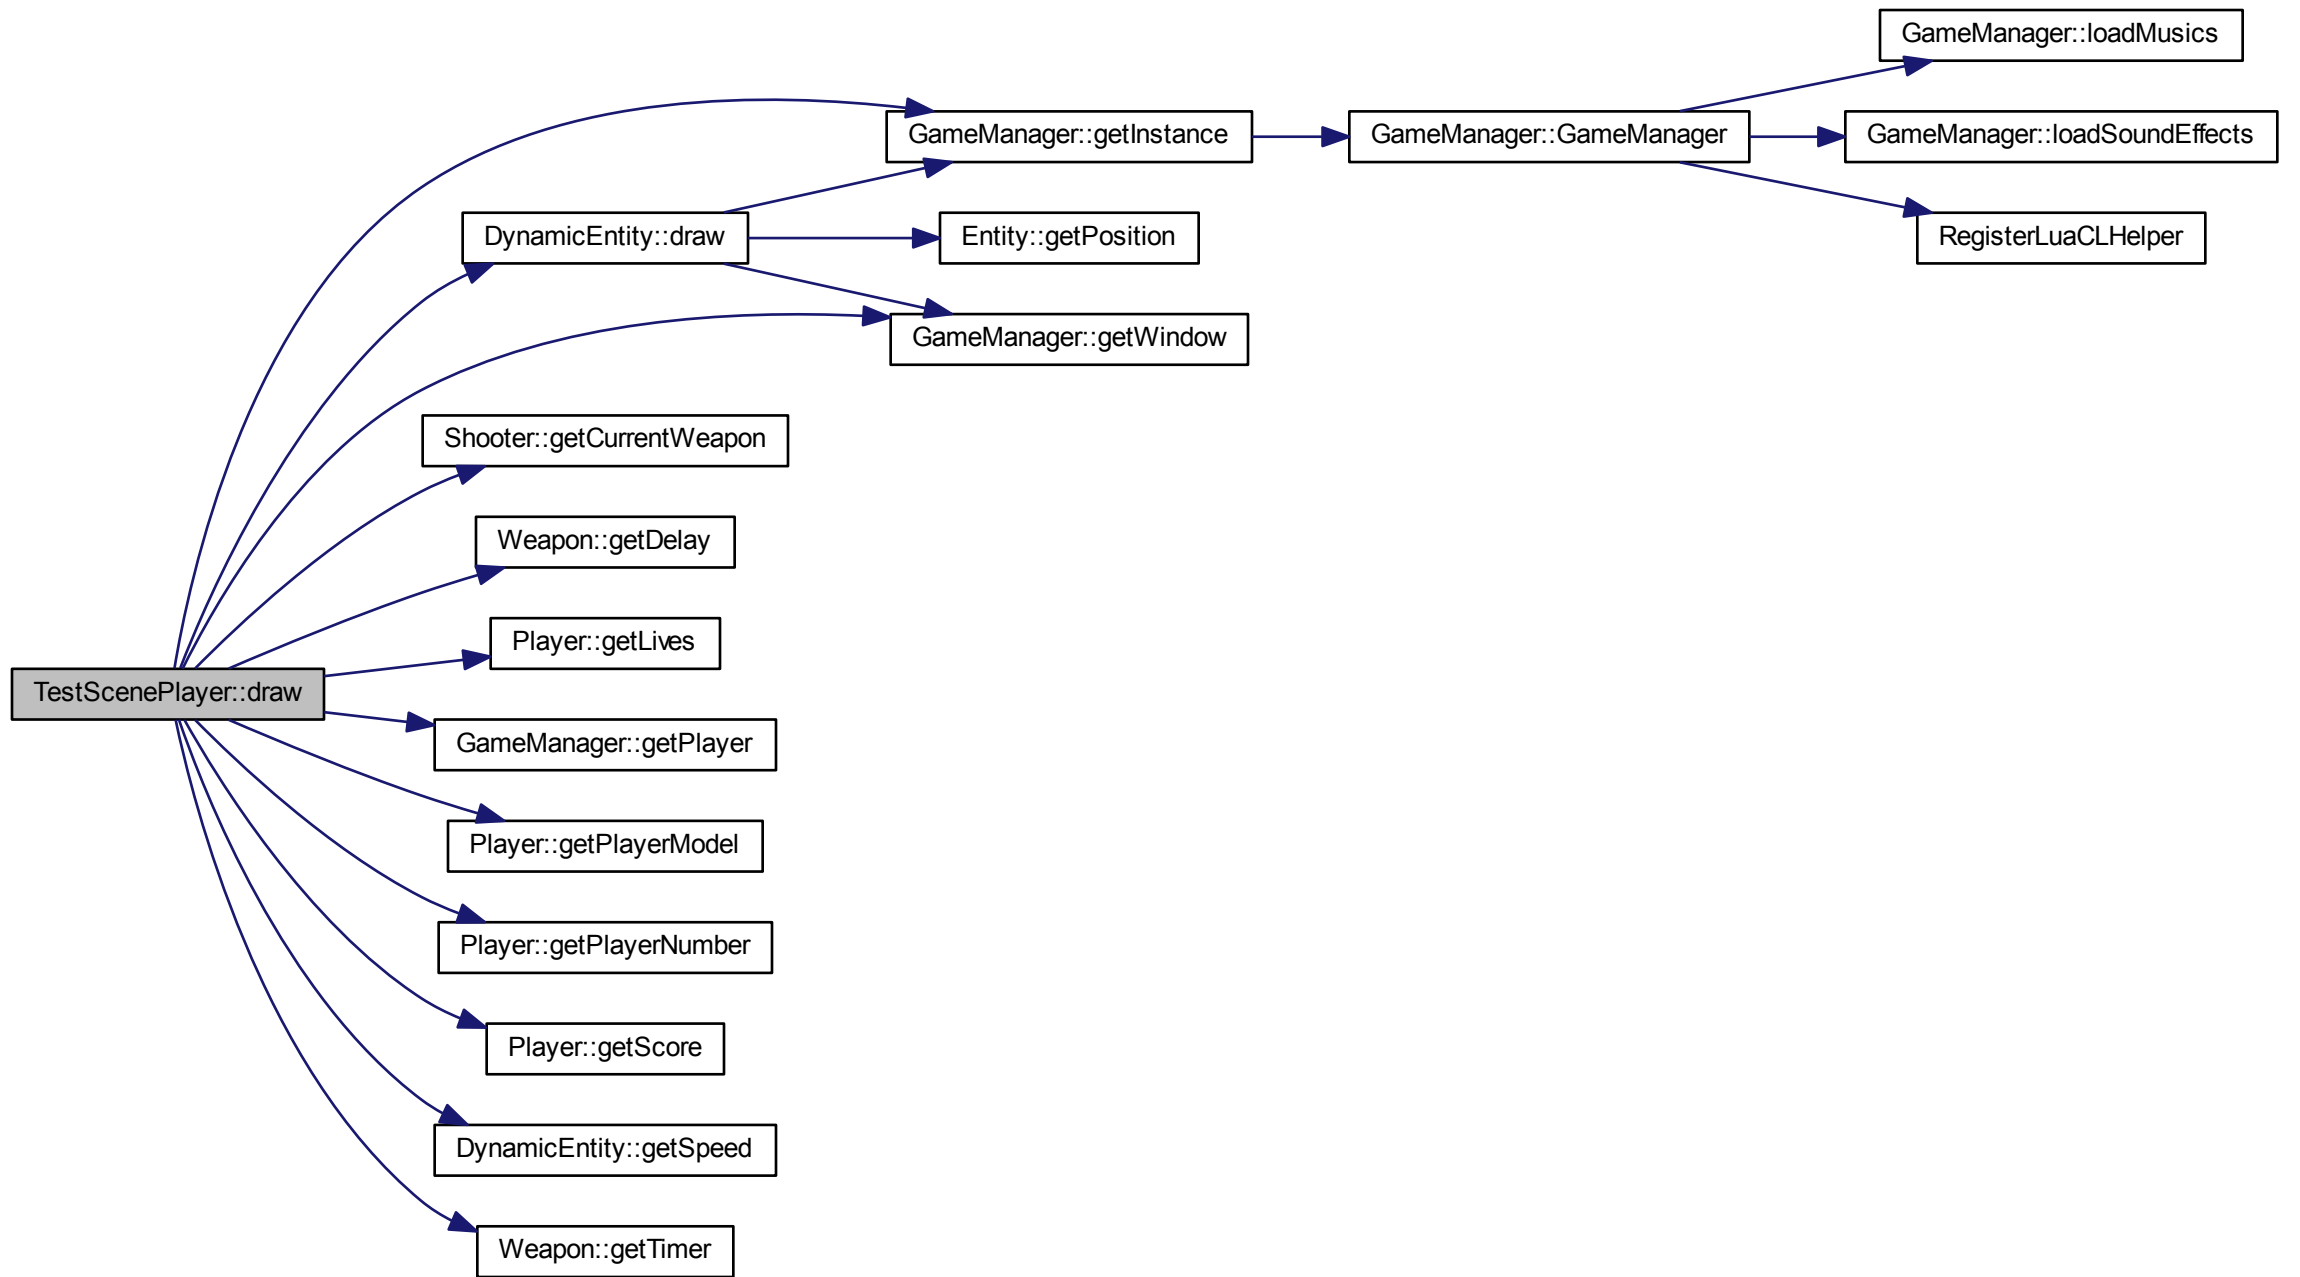 GameManager::loadMusics
GameManager::getInstance
GameManager::GameManager
GameManager::loadSoundEffects
DynamicEntity::draw
Entity::getPosition
RegisterLuaCLHelper
GameManager::getWindow
Shooter::getCurrentWeapon
Weapon::getDelay
Player::getLives
TestScenePlayer::draw
GameManager::getPlayer
Player::getPlayerModel
Player::getPlayerNumber
Player::getScore
DynamicEntity::getSpeed
Weapon::getTimer